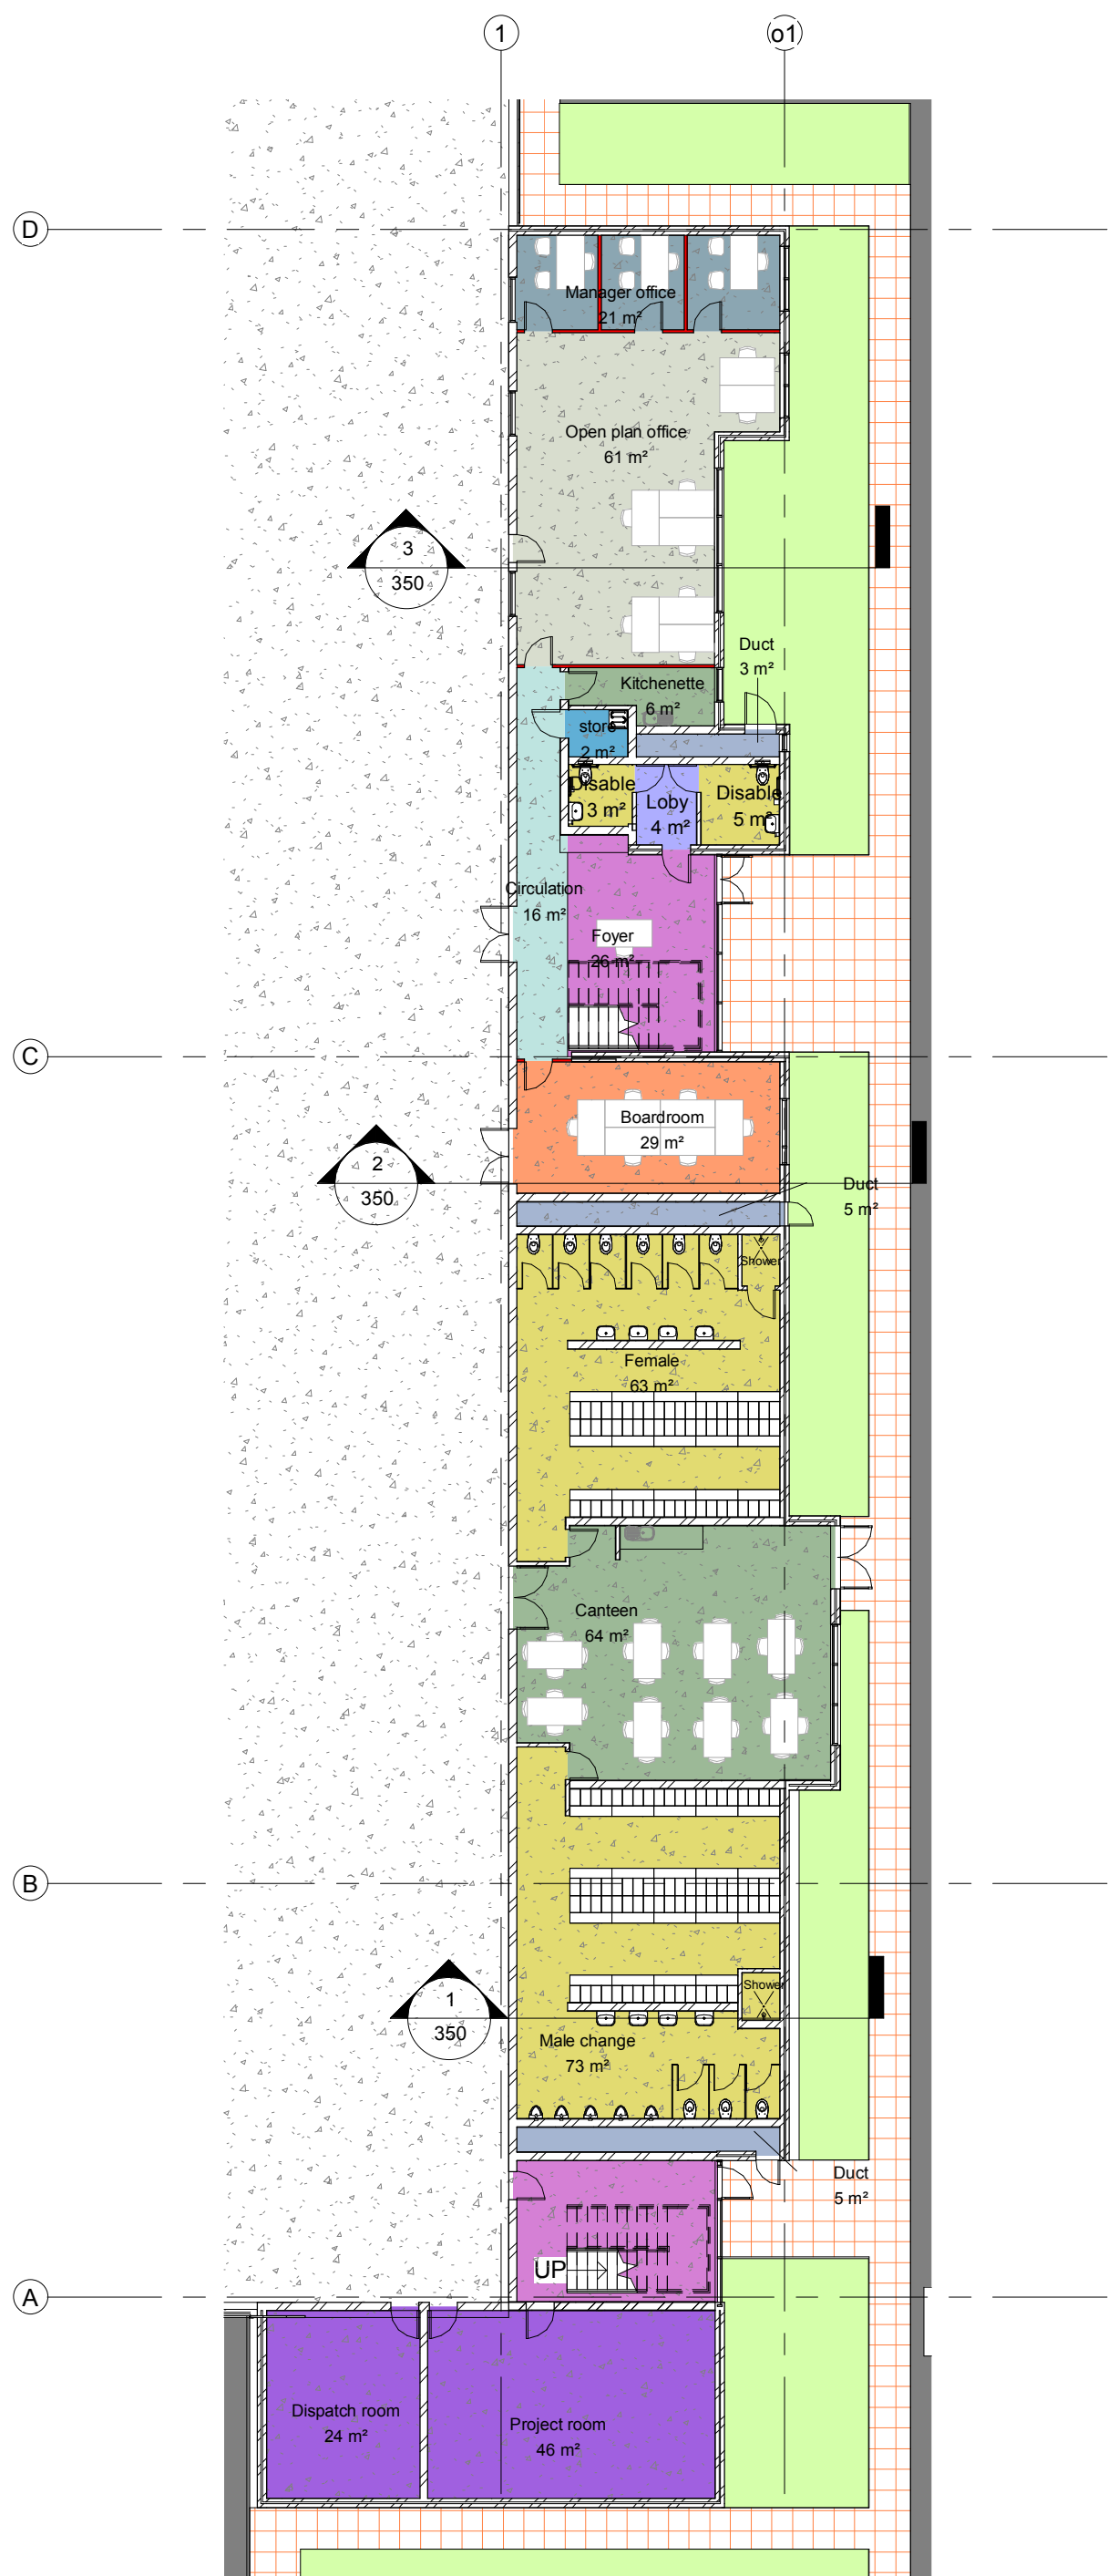 1
o1
D
Manager office
21 m²
Open plan office
61 m²
3
350
Duct
3 m²
Kitchenette
6 m²
store
2 m²
Disable
3 m²
Loby
4 m²
Disable
5 m²
Circulation
16 m²
Foyer
26 m²
C
Boardroom
29 m²
2
350
Duct
5 m²
Shower
Female
63 m²
Canteen
64 m²
B
Shower
1
350
Male change
73 m²
Duct
5 m²
UP
A
Dispatch room
24 m²
Project room
46 m²